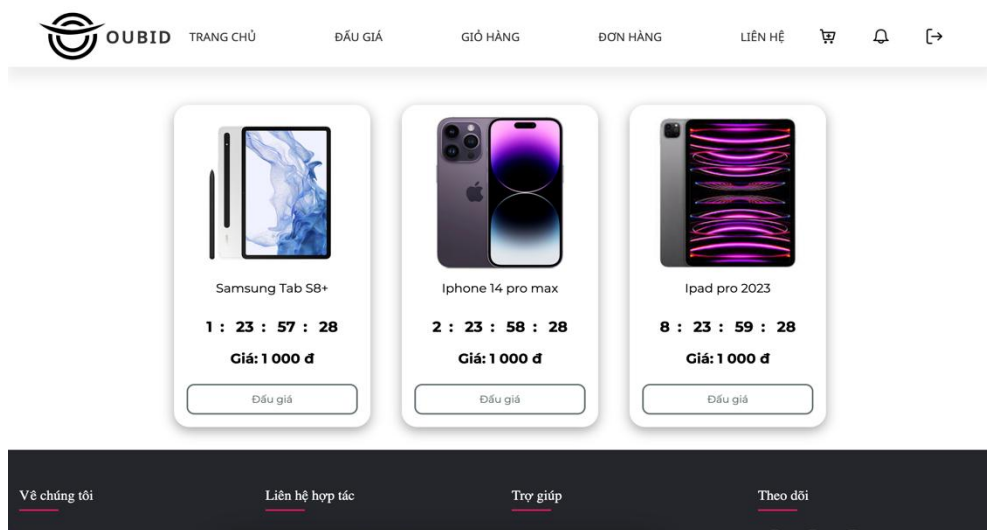 OUBID TRANG CHỦ ĐẤU GIÁ GIỎ HÀNG ĐƠN HÀNG LIÊN HỆ
Samsung Tab S8+
1 : 23 : 57 : 28
Giá: 1 000 đ
Đấu giá
Iphone 14 pro max
2 : 23 : 58 : 28
Giá: 1 000 đ
Đấu giá
Ipad pro 2023
8 : 23 : 59 : 28
Giá: 1 000 đ
Đấu giá
Vê chúng tôi
Liên hệ hợp tác
Trợ giúp
Theo dõi